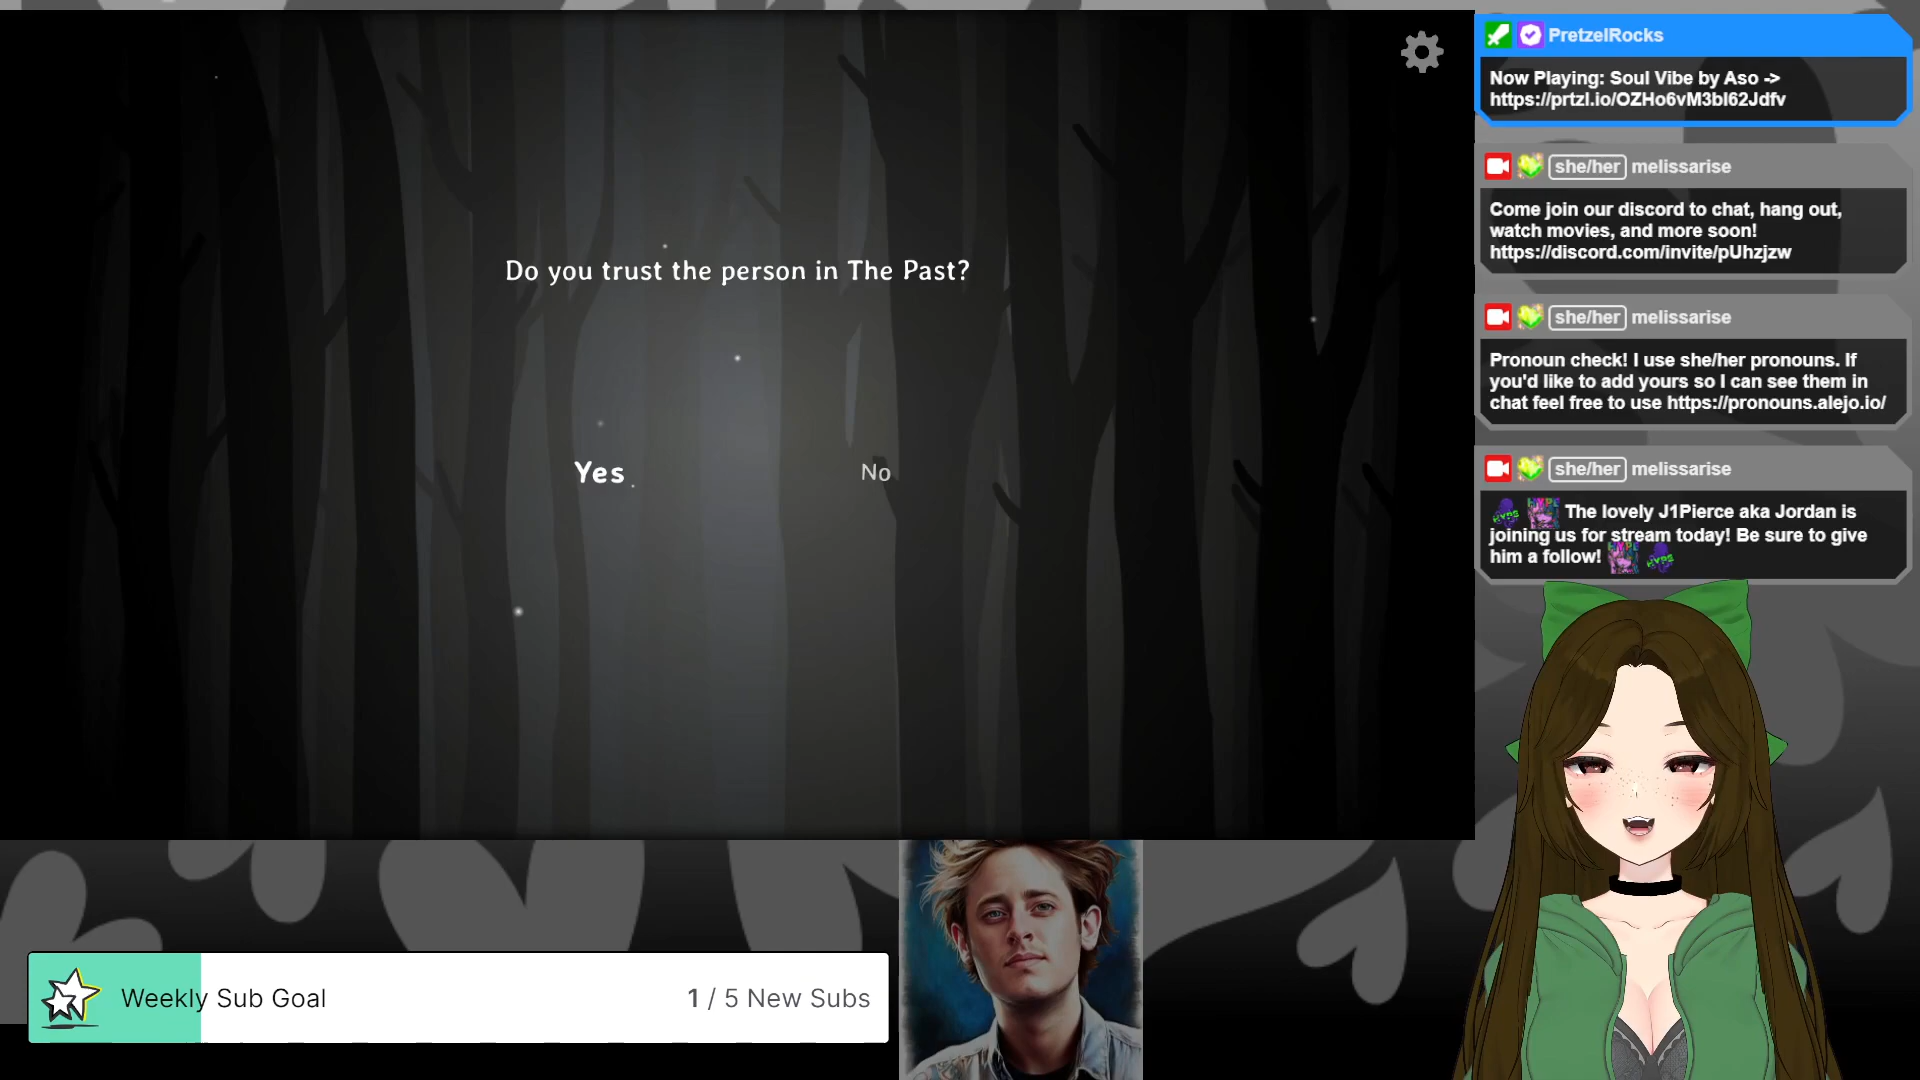 Do you trust the person in The Past?
Yes
No
PretzelRocks
Now Playing: Soul Vibe by Aso ->
https://prtzl.io/OZHo6vM3bl62Jdfv
she/her melissarise
Come join our discord to chat, hang out,
watch movies, and more soon!
https://discord.com/invite/pUhzjzw
she/her melissarise
Pronoun check! I use she/her pronouns. If
you'd like to add yours so I can see them in
chat feel free to use https://pronouns.alejo.io/
she/her melissarise
The lovely J1Pierce aka Jordan is
joining us for stream today! Be sure to give
him a follow!
Weekly Sub Goal
1 / 5 New Subs